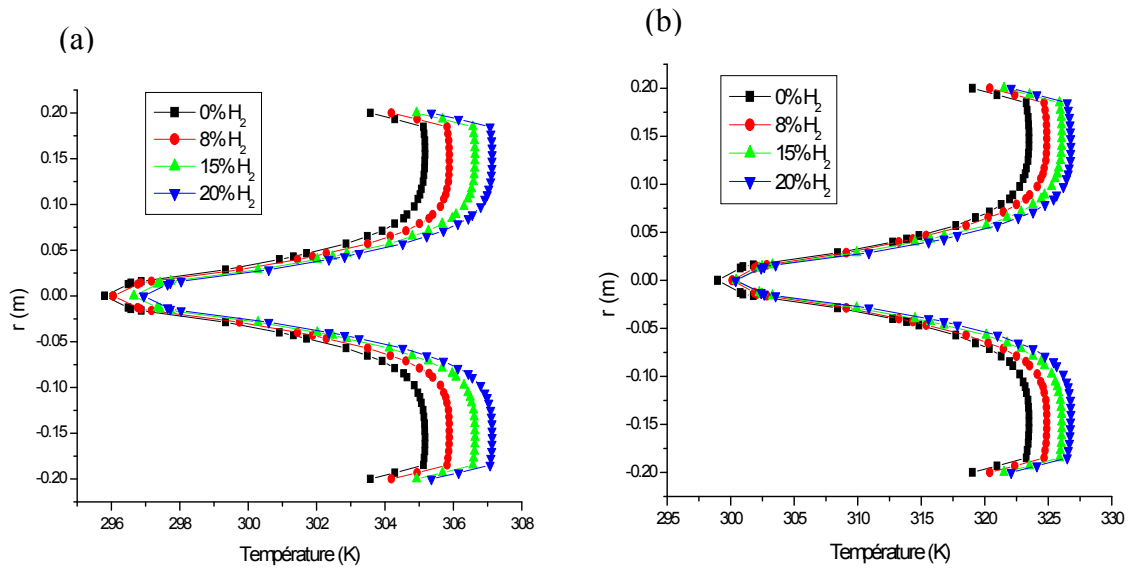 (a)
0%H₂
8%H₂
15%H₂
20%H₂
0.20
0.15
0.10
0.05
0.00
-0.05
-0.10
-0.15
-0.20
r (m)
296 298 300 302 304 306 308
Température (K)
(b)
0%H₂
8%H₂
15%H₂
20%H₂
0.20
0.15
0.10
0.05
0.00
-0.05
-0.10
-0.15
-0.20
r (m)
295 300 305 310 315 320 325 330
Température (K)